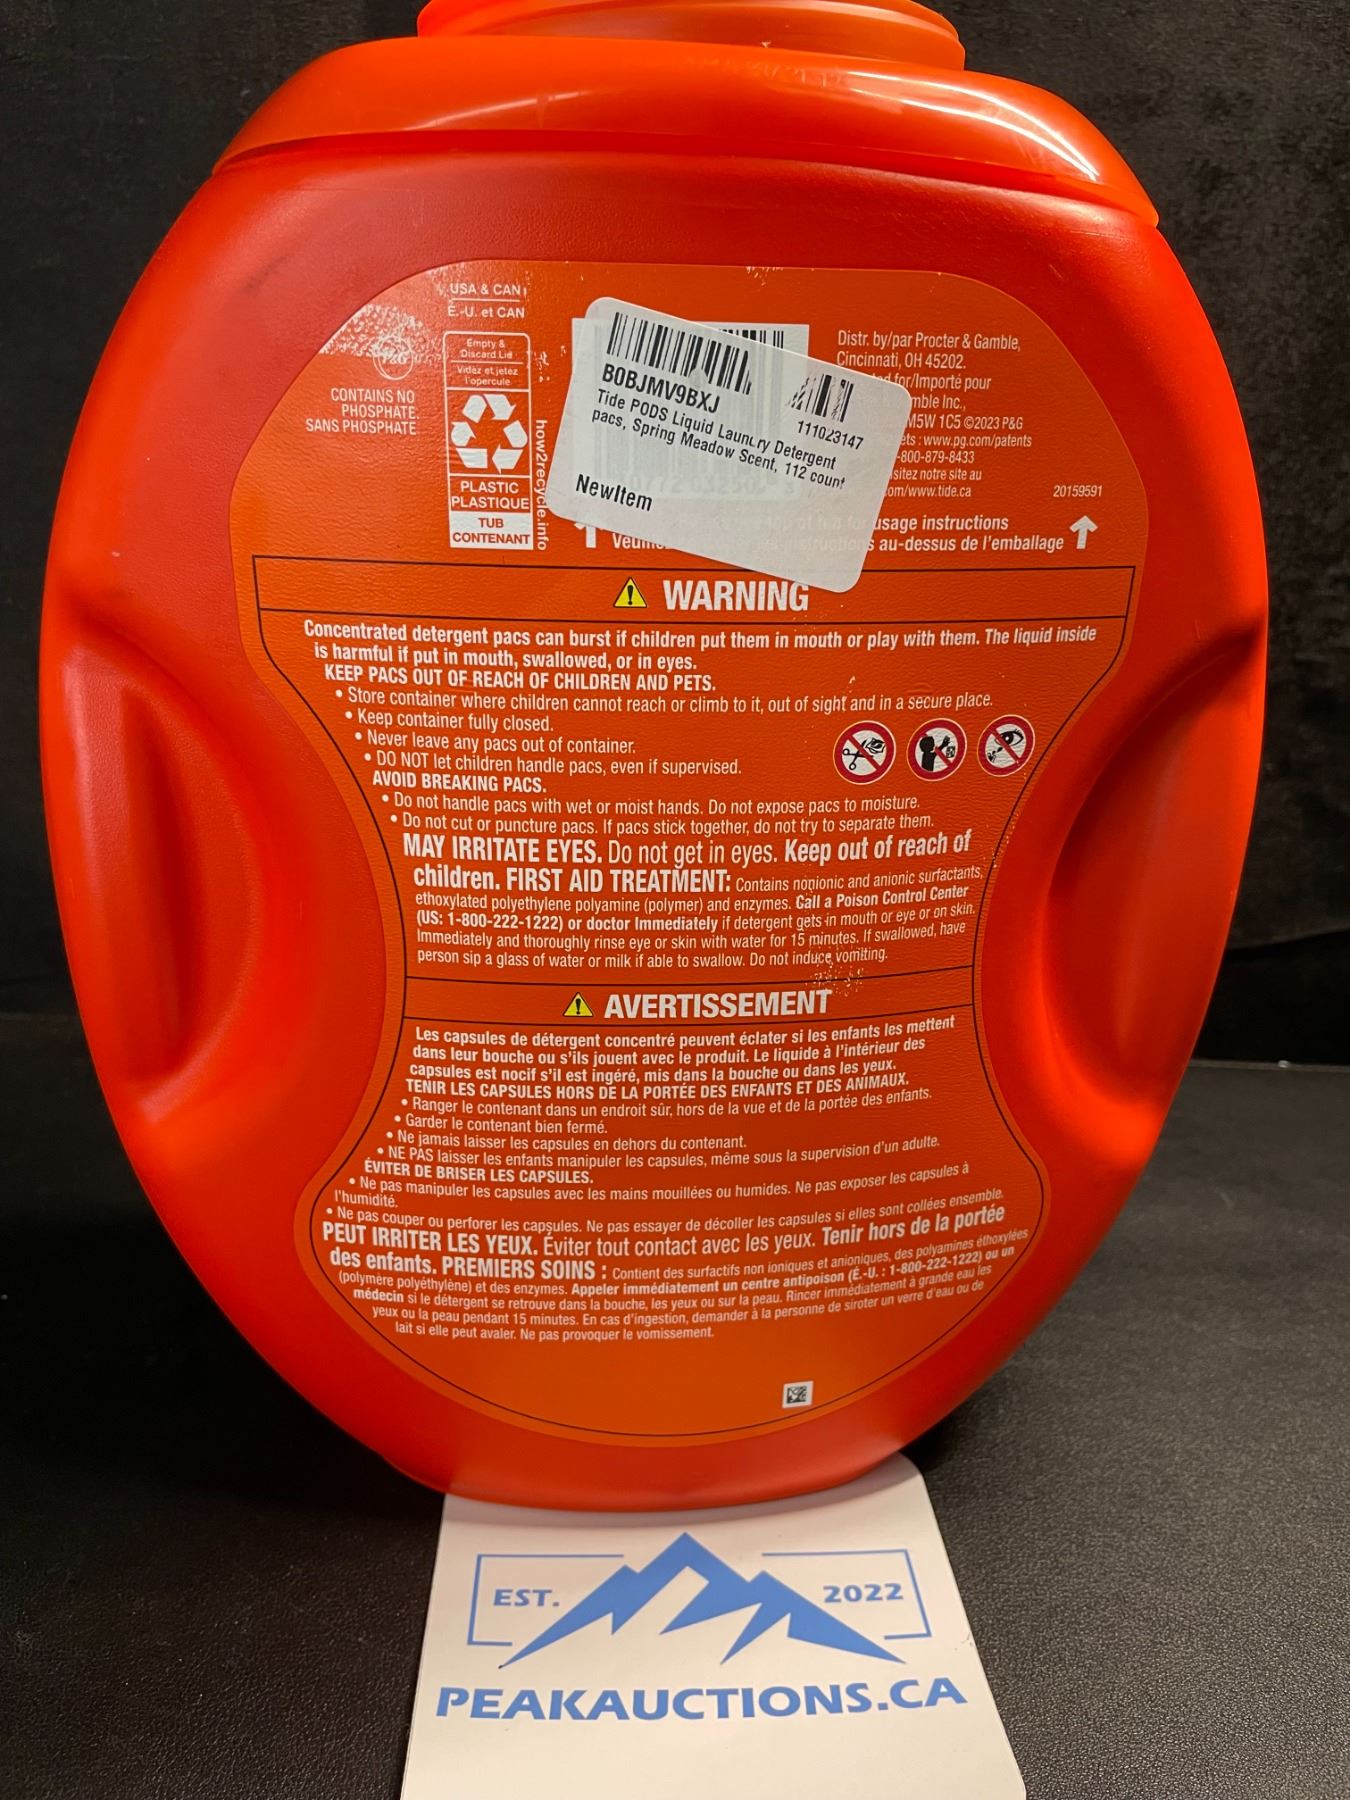 USA & CAN
É.-U. et CAN
Empty &
Discard Lid
Videz et jetez
l'opercule
PLASTIC
PLASTIQUE
TUB
CONTENANT
how2recycle.info
P&G
CONTAINS NO
PHOSPHATE.
SANS PHOSPHATE
B0BJMV9BXJ
111023147
Tide PODS Liquid Laundry Detergent
pacs, Spring Meadow Scent, 112 count
NewItem
Distr. by/par Procter & Gamble,
Cincinnati, OH 45202.
for/Importé pour
Inc.,
M5W 1C5 ©2023 P&G
: www.pg.com/patents
-800-879-8433
notre site au
/www.tide.ca
20159591
usage instructions
au-dessus de l'emballage
WARNING
Concentrated detergent pacs can burst if children put them in mouth or play with them. The liquid inside
is harmful if put in mouth, swallowed, or in eyes.
KEEP PACS OUT OF REACH OF CHILDREN AND PETS.
• Store container where children cannot reach or climb to it, out of sight and in a secure place.
• Keep container fully closed.
• Never leave any pacs out of container.
• DO NOT let children handle pacs, even if supervised.
AVOID BREAKING PACS.
• Do not handle pacs with wet or moist hands. Do not expose pacs to moisture.
• Do not cut or puncture pacs. If pacs stick together, do not try to separate them.
MAY IRRITATE EYES. Do not get in eyes. Keep out of reach of
children. FIRST AID TREATMENT: Contains nonionic and anionic surfactants,
ethoxylated polyethylene polyamine (polymer) and enzymes. Call a Poison Control Center
(US: 1-800-222-1222) or doctor Immediately if detergent gets in mouth or eye or on skin.
Immediately and thoroughly rinse eye or skin with water for 15 minutes. If swallowed, have
person sip a glass of water or milk if able to swallow. Do not induce vomiting.
AVERTISSEMENT
Les capsules de détergent concentré peuvent éclater si les enfants les mettent
dans leur bouche ou s'ils jouent avec le produit. Le liquide à l'intérieur des
capsules est nocif s'il est ingéré, mis dans la bouche ou dans les yeux.
TENIR LES CAPSULES HORS DE LA PORTÉE DES ENFANTS ET DES ANIMAUX.
• Ranger le contenant dans un endroit sûr, hors de la vue et de la portée des enfants.
• Garder le contenant bien fermé.
• Ne jamais laisser les capsules en dehors du contenant.
• NE PAS laisser les enfants manipuler les capsules, même sous la supervision d'un adulte.
ÉVITER DE BRISER LES CAPSULES.
• Ne pas manipuler les capsules avec les mains mouillées ou humides. Ne pas exposer les capsules à
l'humidité.
• Ne pas couper ou perforer les capsules. Ne pas essayer de décoller les capsules si elles sont collées ensemble.
PEUT IRRITER LES YEUX. Éviter tout contact avec les yeux. Tenir hors de la portée
des enfants. PREMIERS SOINS : Contient des surfactifs non ioniques et anioniques, des polyamines éthoxylées
(polymère polyéthylène) et des enzymes. Appeler immédiatement un centre antipoison (É.-U. : 1-800-222-1222) ou un
médecin si le détergent se retrouve dans la bouche, les yeux ou sur la peau. Rincer immédiatement à grande eau les
yeux ou la peau pendant 15 minutes. En cas d'ingestion, demander à la personne de siroter un verre d'eau ou de
lait si elle peut avaler. Ne pas provoquer le vomissement.
EST. 2022
PEAKAUCTIONS.CA